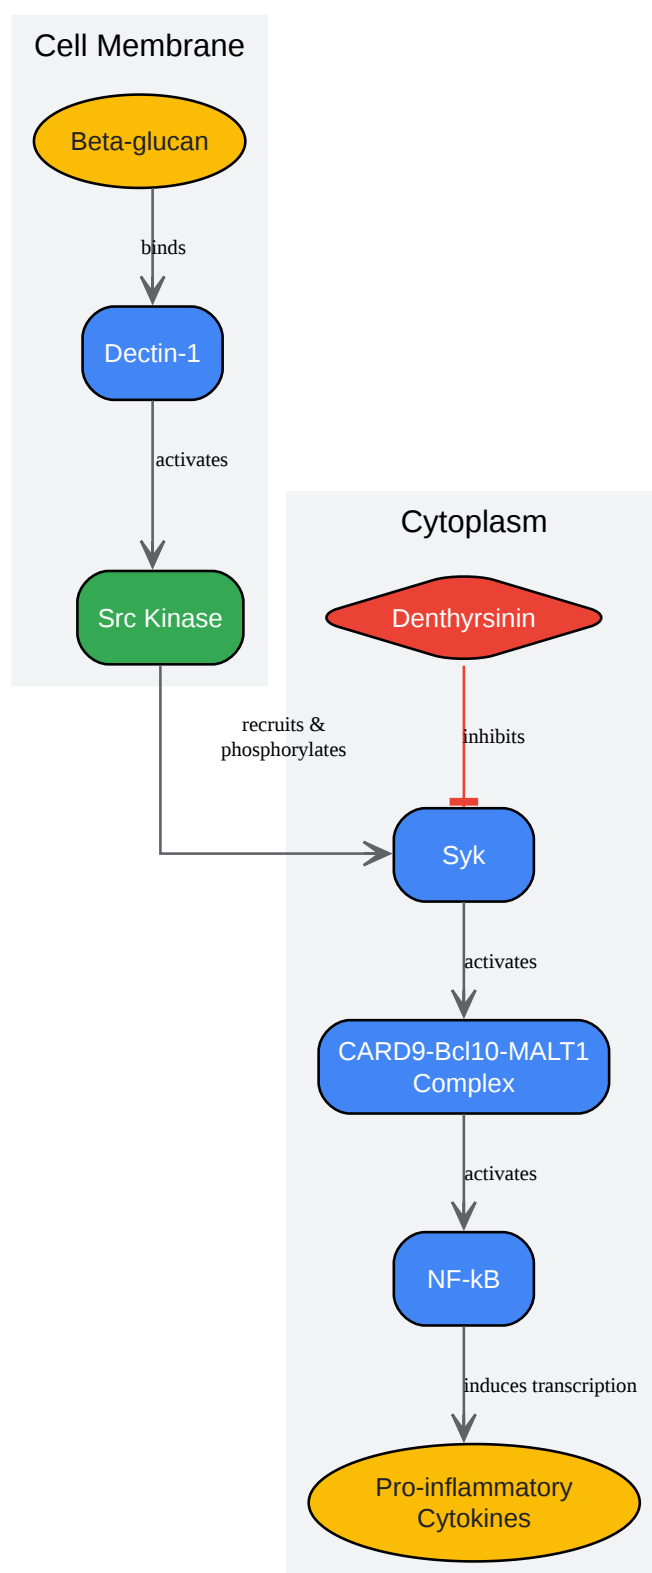 Cell Membrane
Beta-glucan
binds
Dectin-1
activates
Src Kinase
recruits &
phosphorylates
Cytoplasm
Denthyrsinin
inhibits
Syk
activates
CARD9-Bcl10-MALT1
Complex
activates
NF-kB
induces transcription
Pro-inflammatory
Cytokines